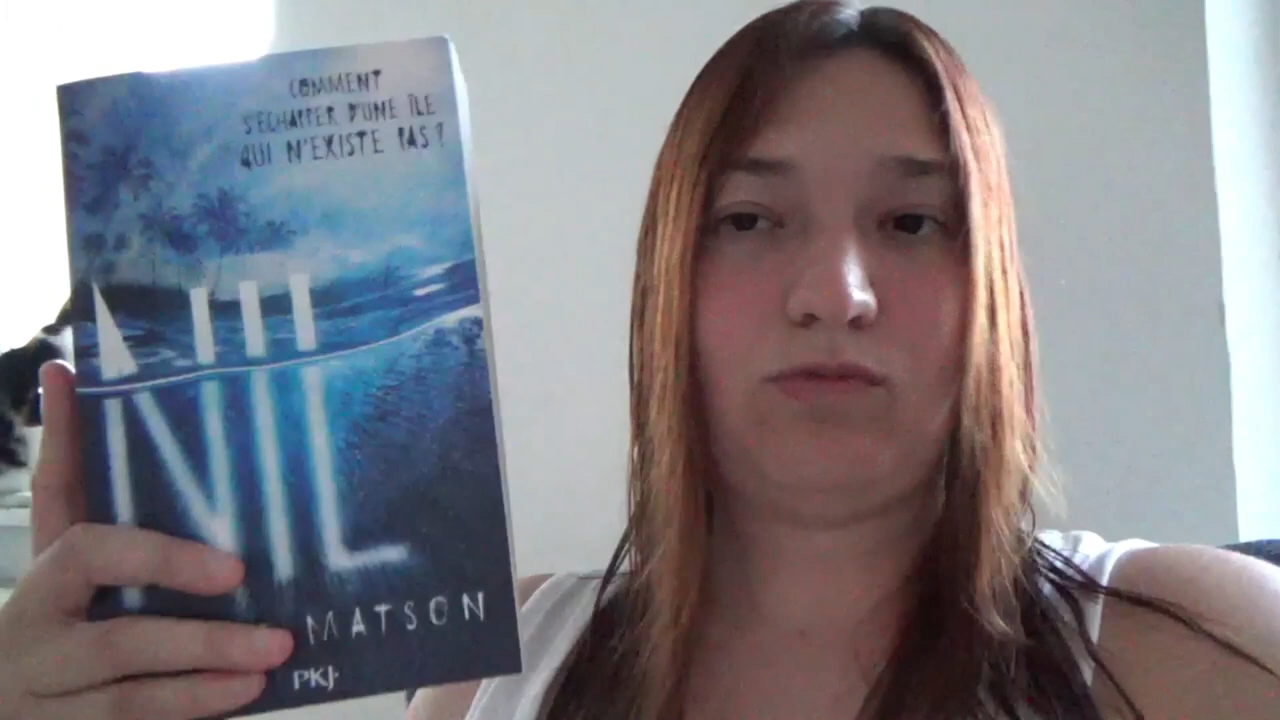 COMMENT
S'ÉCHAPPER D'UNE ÎLE
QUI N'EXISTE PAS ?
NIL
MATSON
PKJ.